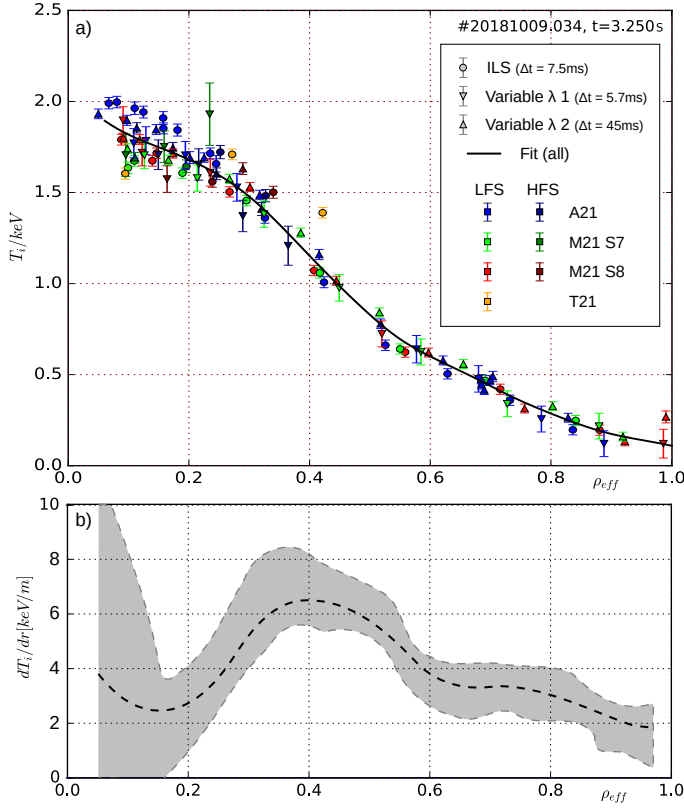 a)
#20181009.034, t=3.250s
ILS (Δt = 7.5ms)
Variable λ 1 (Δt = 5.7ms)
Variable λ 2 (Δt = 45ms)
Fit (all)
LFS HFS
A21
M21 S7
M21 S8
T21
2.5
2.0
1.5
1.0
0.5
0.0
T_i/keV
0.0 0.2 0.4 0.6 0.8 1.0
ρ_eff
b)
10
8
6
4
2
0
dT_i/dr[keV/m]
0.0 0.2 0.4 0.6 0.8 1.0
ρ_eff